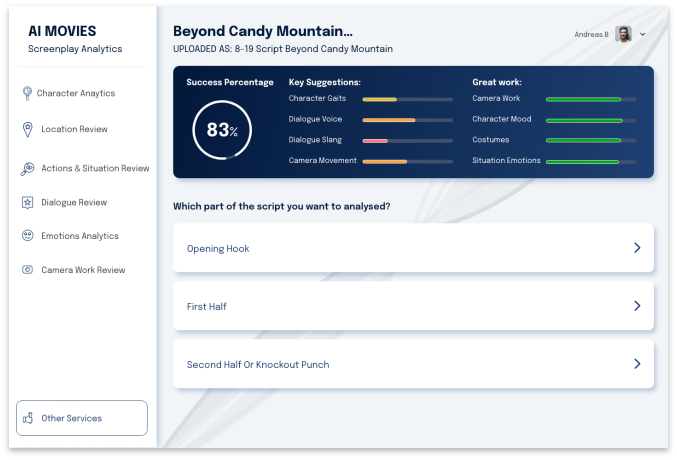 AI MOVIES
Screenplay Analytics
Character Anaytics
Location Review
Actions & Situation Review
Dialogue Review
Emotions Analytics
Camera Work Review
Other Services
Beyond Candy Mountain...
UPLOADED AS: 8-19 Script Beyond Candy Mountain
Andreas B
Success Percentage
83%
Key Suggestions:
Character Gaits
Dialogue Voice
Dialogue Slang
Camera Movement
Great work:
Camera Work
Character Mood
Costumes
Situation Emotions
Which part of the script you want to analysed?
Opening Hook
First Half
Second Half Or Knockout Punch